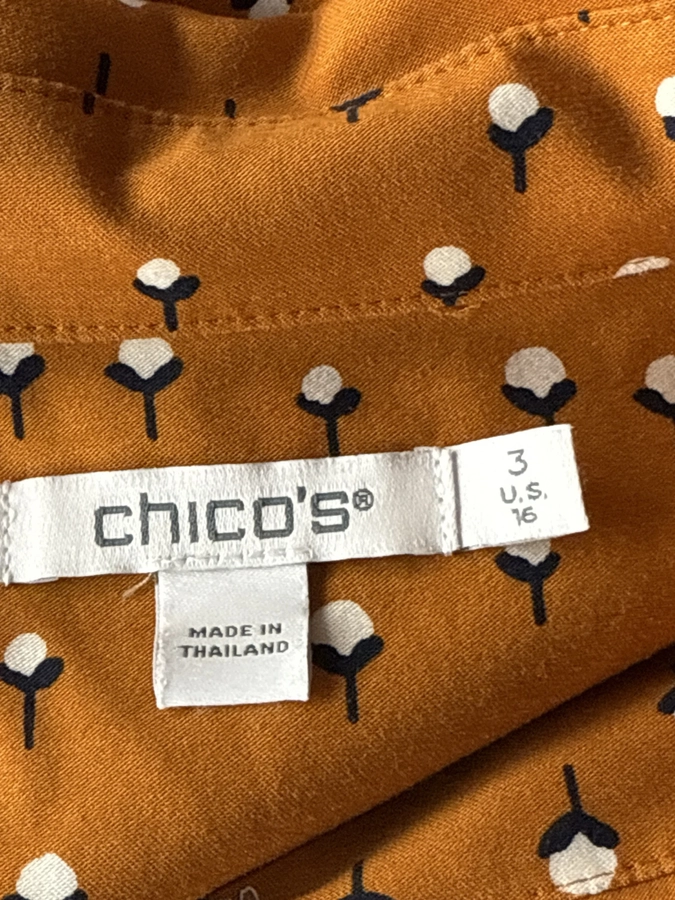 chico's®
3
U.S.
16
MADE IN
THAILAND